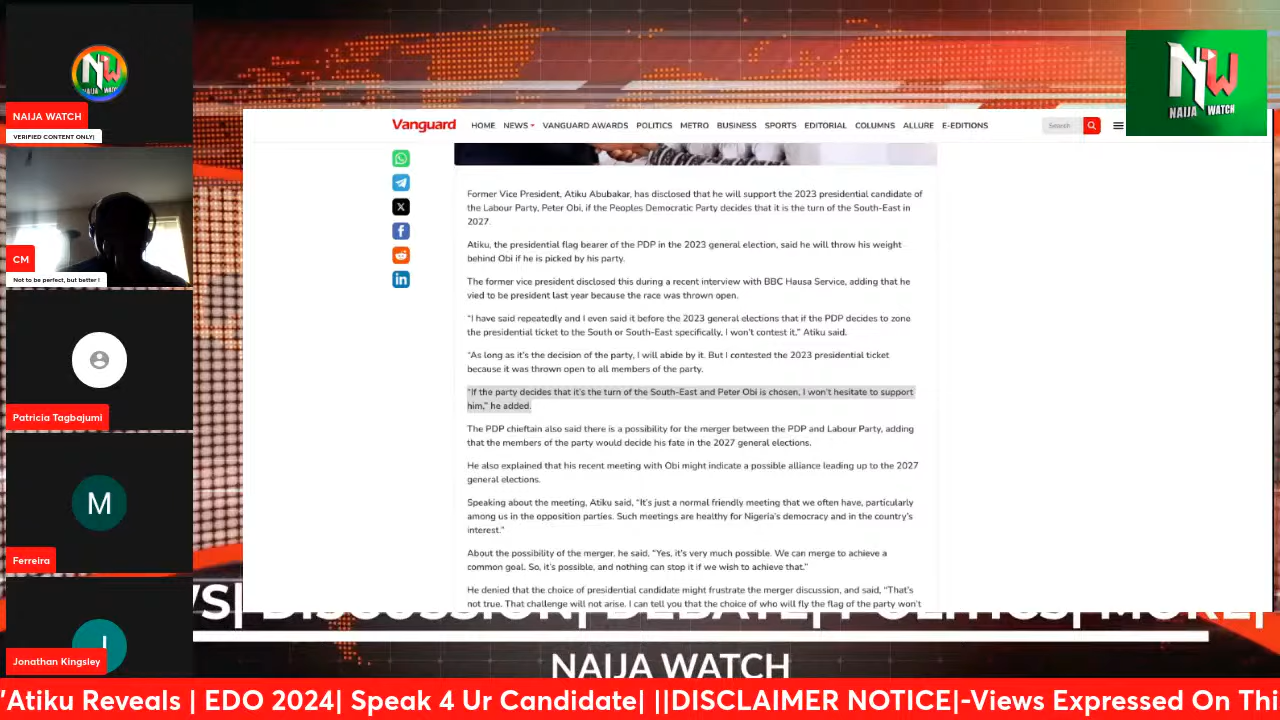 NW
NAIJA WATCH
NAIJA WATCH
VERIFIED CONTENT ONLY)
CM
Not to be perfect, but better !
Patricia Tagbajumi
M
Ferreira
J
Jonathan Kingsley
NW
NAIJA WATCH
Vanguard HOME NEWS VANGUARD AWARDS POLITICS METRO BUSINESS SPORTS EDITORIAL COLUMNS ALLURE E-EDITIONS Search
Former Vice President, Atiku Abubakar, has disclosed that he will support the 2023 presidential candidate of
the Labour Party, Peter Obi, if the Peoples Democratic Party decides that it is the turn of the South-East in
2027.
Atiku, the presidential flag bearer of the PDP in the 2023 general election, said he will throw his weight
behind Obi if he is picked by his party.
The former vice president disclosed this during a recent interview with BBC Hausa Service, adding that he
vied to be president last year because the race was thrown open.
“I have said repeatedly and I even said it before the 2023 general elections that if the PDP decides to zone
the presidential ticket to the South or South-East specifically, I won’t contest it,” Atiku said.
“As long as it’s the decision of the party, I will abide by it. But I contested the 2023 presidential ticket
because it was thrown open to all members of the party.
“If the party decides that it’s the turn of the South-East and Peter Obi is chosen, I won’t hesitate to support
him,” he added.
The PDP chieftain also said there is a possibility for the merger between the PDP and Labour Party, adding
that the members of the party would decide his fate in the 2027 general elections.
He also explained that his recent meeting with Obi might indicate a possible alliance leading up to the 2027
general elections.
Speaking about the meeting, Atiku said, “It’s just a normal friendly meeting that we often have, particularly
among us in the opposition parties. Such meetings are healthy for Nigeria’s democracy and in the country’s
interest.”
About the possibility of the merger, he said, “Yes, it’s very much possible. We can merge to achieve a
common goal. So, it’s possible, and nothing can stop it if we wish to achieve that.”
He denied that the choice of presidential candidate might frustrate the merger discussion, and said, “That’s
not true. That challenge will not arise. I can tell you that the choice of who will fly the flag of the party won’t
WS| DISCUSSION| DEBATE| POLITICS| MORE|
NAIJA WATCH
"Atiku Reveals | EDO 2024| Speak 4 Ur Candidate| ||DISCLAIMER NOTICE|-Views Expressed On Thi